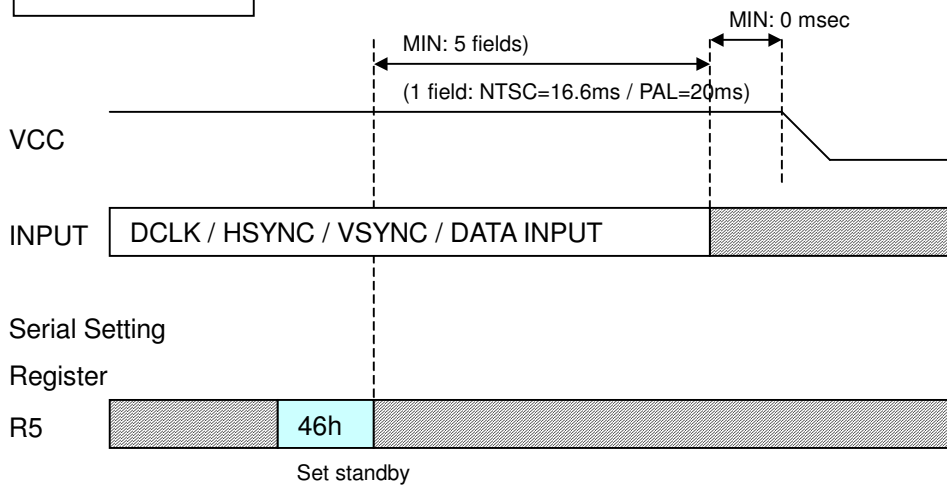 MIN: 0 msec
MIN: 5 fields)
(1 field: NTSC=16.6ms / PAL=20ms)
VCC
INPUT DCLK / HSYNC / VSYNC / DATA INPUT
Serial Setting
Register
R5 46h
Set standby